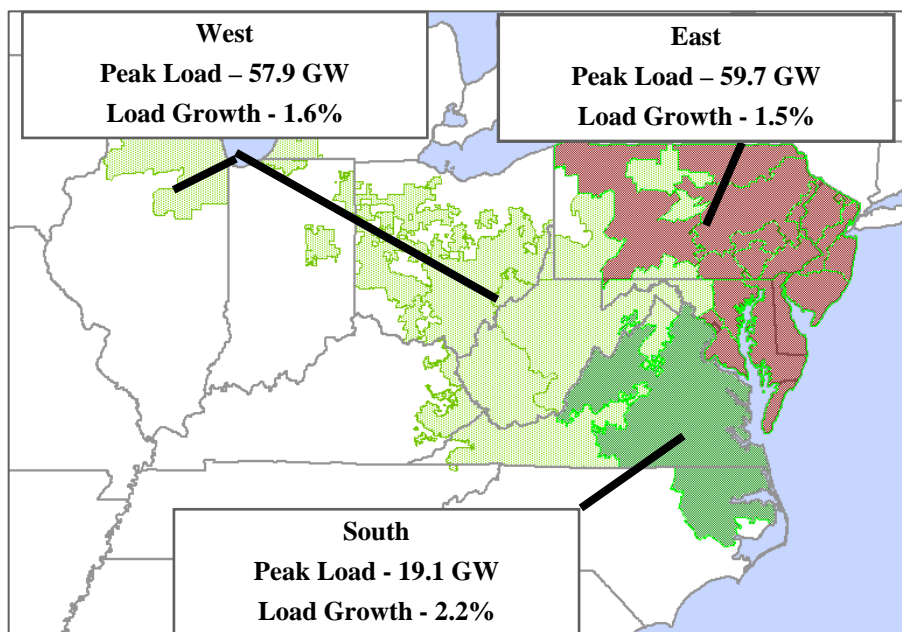 West
Peak Load – 57.9 GW
Load Growth - 1.6%
East
Peak Load – 59.7 GW
Load Growth - 1.5%
South
Peak Load - 19.1 GW
Load Growth - 2.2%